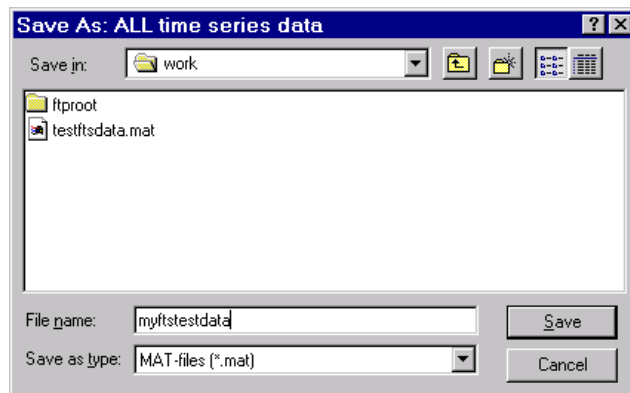 Save As: ALL time series data
Save in: work
ftproot
testftsdata.mat
File name: myftstestdata Save
Save as type: MAT-files (*.mat) Cancel